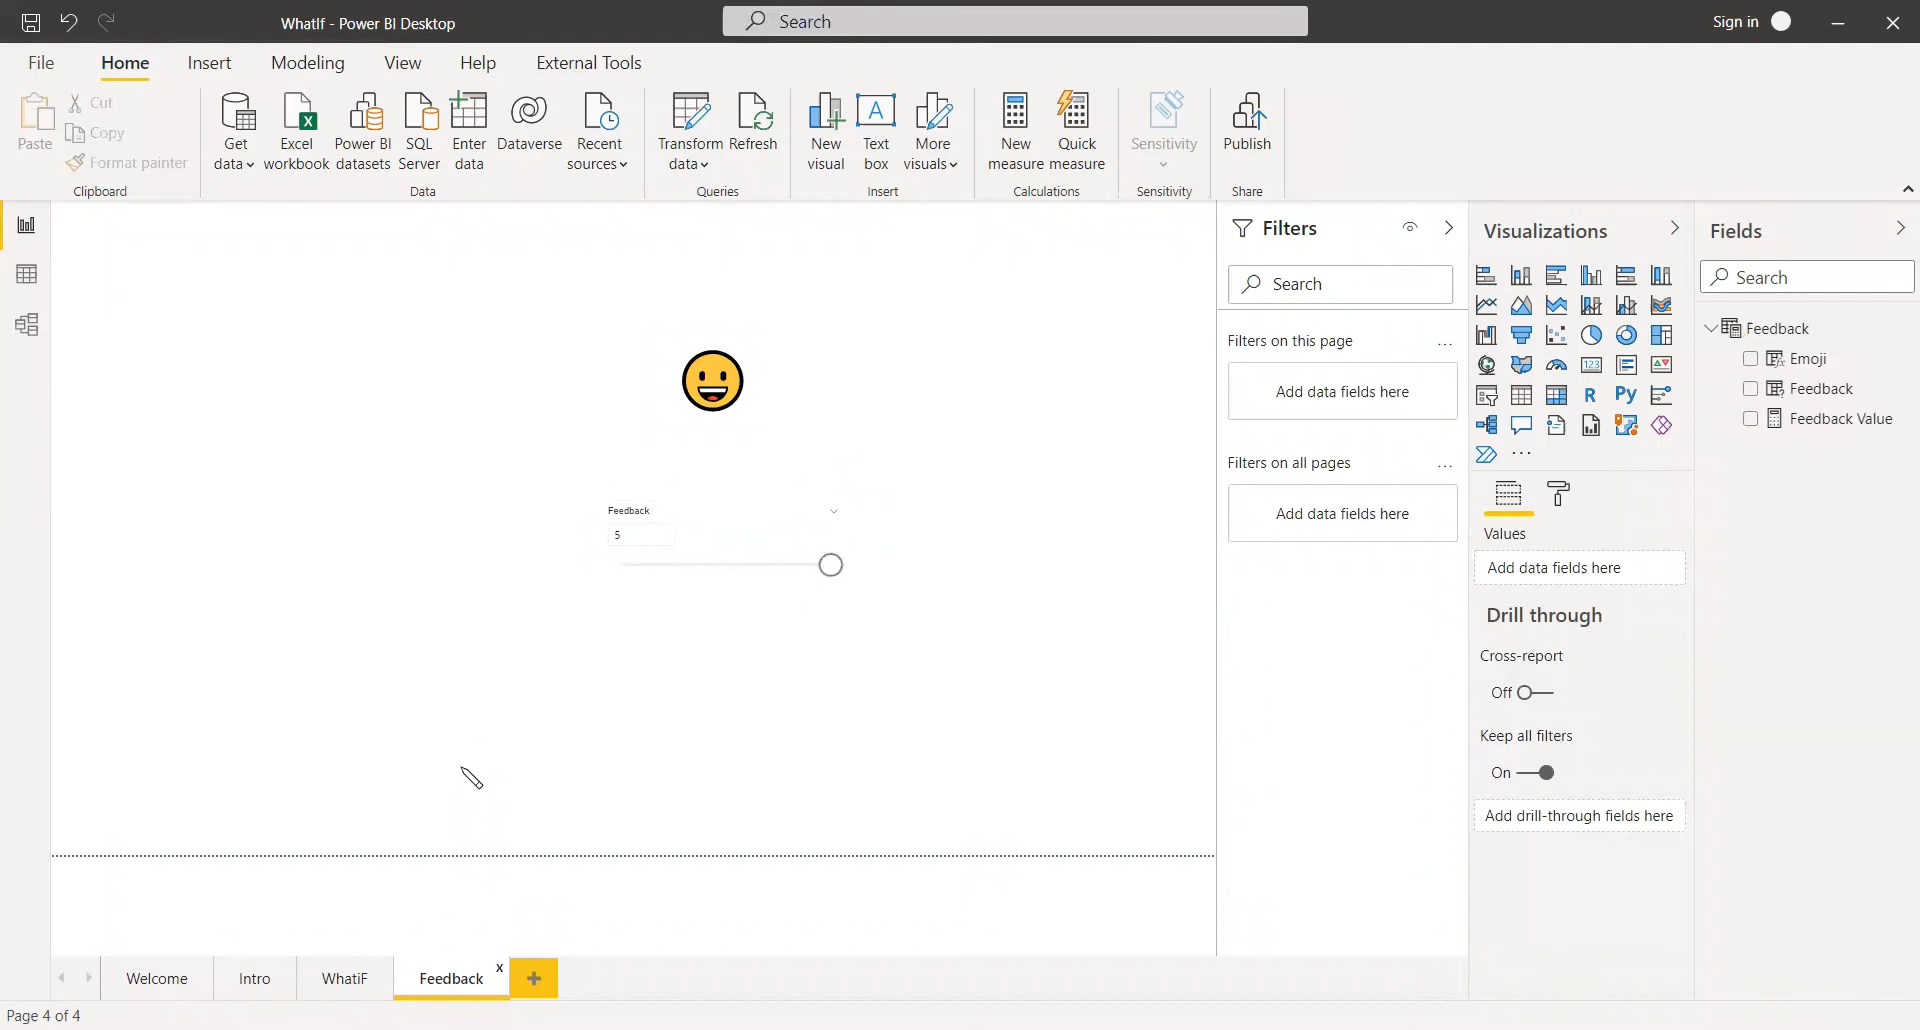 WhatIf - Power BI Desktop
Search
Sign in
File Home Insert Modeling View Help External Tools
Paste
Cut
Copy
Format painter
Clipboard
Get data
Excel workbook
Power BI datasets
SQL Server
Enter data
Dataverse
Recent sources
Data
Transform data
Refresh
Queries
New visual
Text box
More visuals
Insert
New measure
Quick measure
Calculations
Sensitivity
Sensitivity
Publish
Share
Feedback
5
Filters
Search
Filters on this page
Add data fields here
Filters on all pages
Add data fields here
Visualizations
Values
Add data fields here
Drill through
Cross-report
Off
Keep all filters
On
Add drill-through fields here
Fields
Search
Feedback
Emoji
Feedback
Feedback Value
Welcome Intro WhatiF Feedback
Page 4 of 4